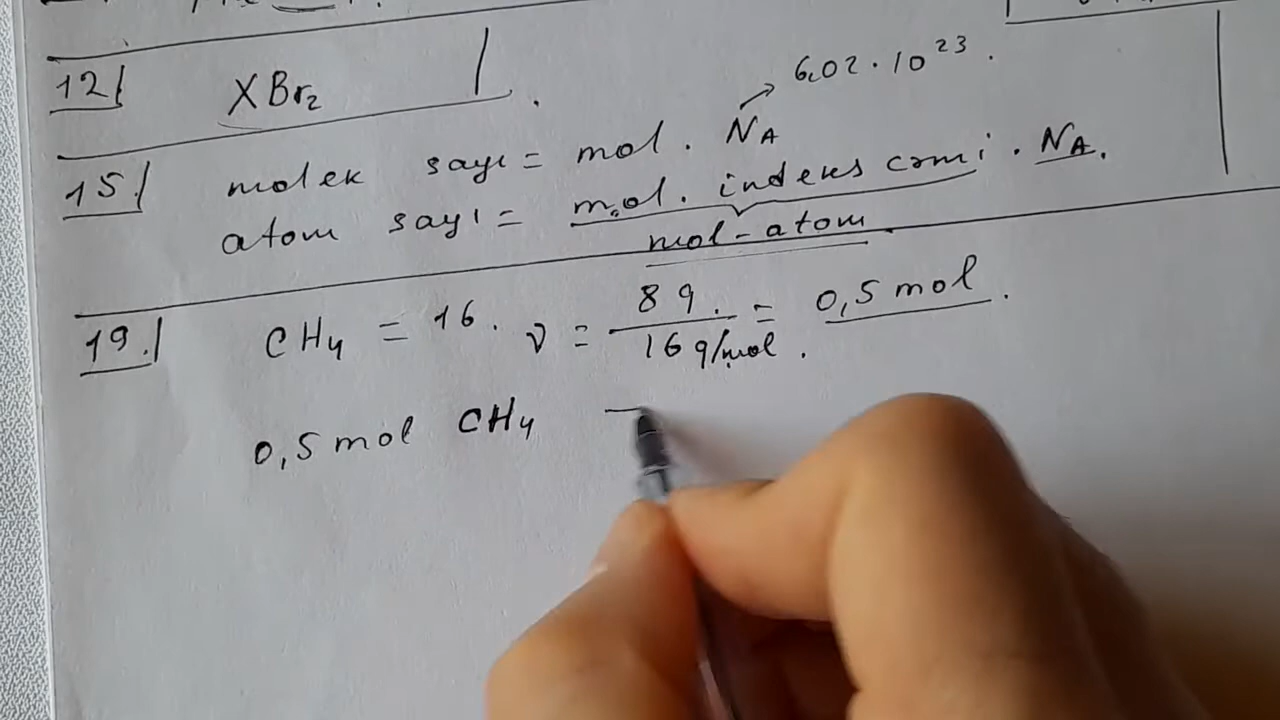 12/ XBr₂ .
6,02·10²³.
15./ molek sayı = mol. N_A
atom sayı = mol. indeks cəmi . N_A.
mol-atom
19./ CH₄ = 16. ν = 8q. / 16 q/mol = 0,5 mol.
0,5 mol CH₄ —